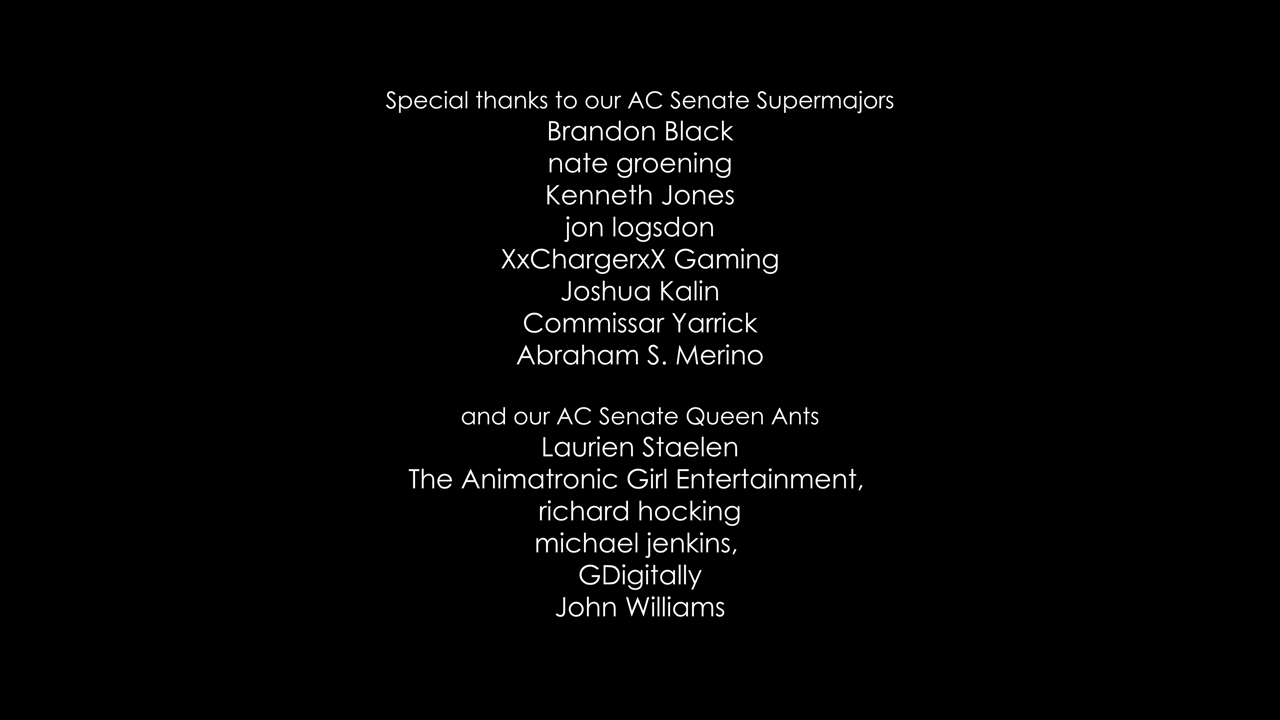 Special thanks to our AC Senate Supermajors
Brandon Black
nate groening
Kenneth Jones
jon logsdon
XxChargerxX Gaming
Joshua Kalin
Commissar Yarrick
Abraham S. Merino
and our AC Senate Queen Ants
Laurien Staelen
The Animatronic Girl Entertainment,
richard hocking
michael jenkins,
GDigitally
John Williams